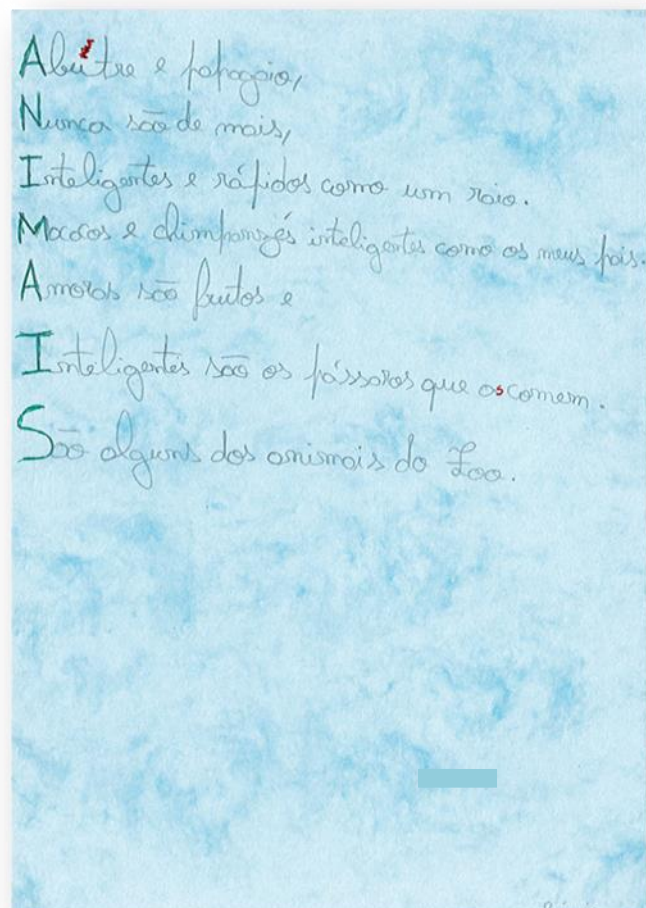 Abutre e papagaio,
Nunca são de mais,
Inteligentes e rápidos como um raio.
Macacos e chimpanzés inteligentes como os meus pais.
Amoras são frutos e
Inteligentes são os pássaros que as comem.
São alguns dos animais do Zoo.